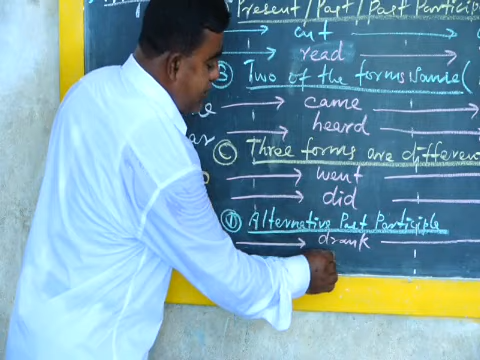 Present/Past/Past Participle
cut
read
(B) Two of the forms same (
came
heard
(C) Three forms are different
went
did
(D) Alternative Past Participle
drank